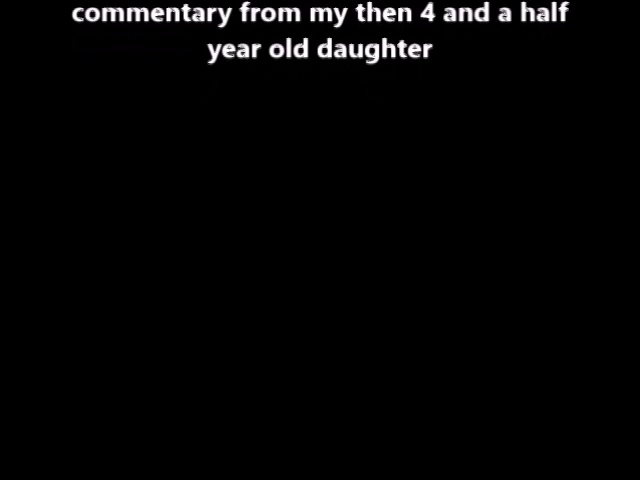 commentary from my then 4 and a half
year old daughter